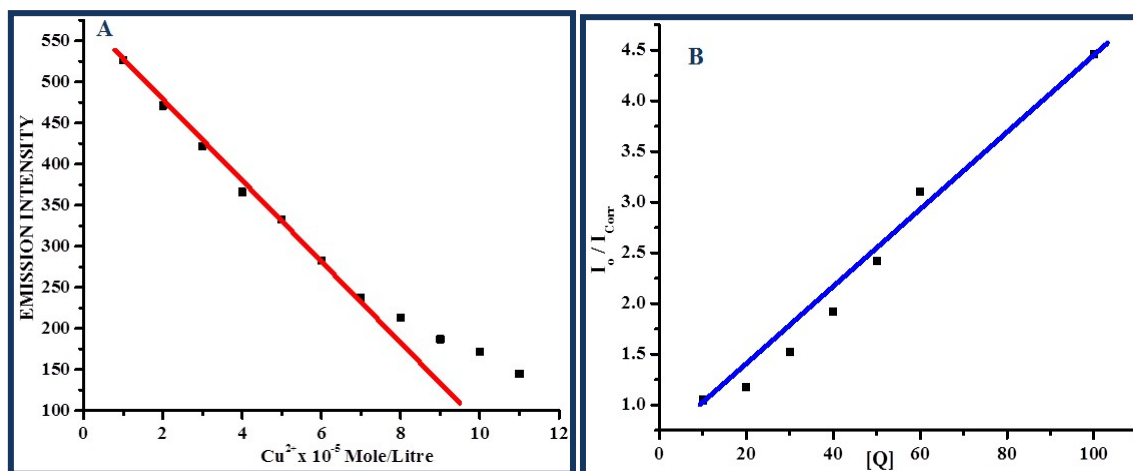 A
EMISSION INTENSITY
550
500
450
400
350
300
250
200
150
100
0 2 4 6 8 10 12
Cu²⁺x 10⁻⁵ Mole/Litre
B
I₀ / I_Corr
4.5
4.0
3.5
3.0
2.5
2.0
1.5
1.0
0 20 40 60 80 100
[Q]